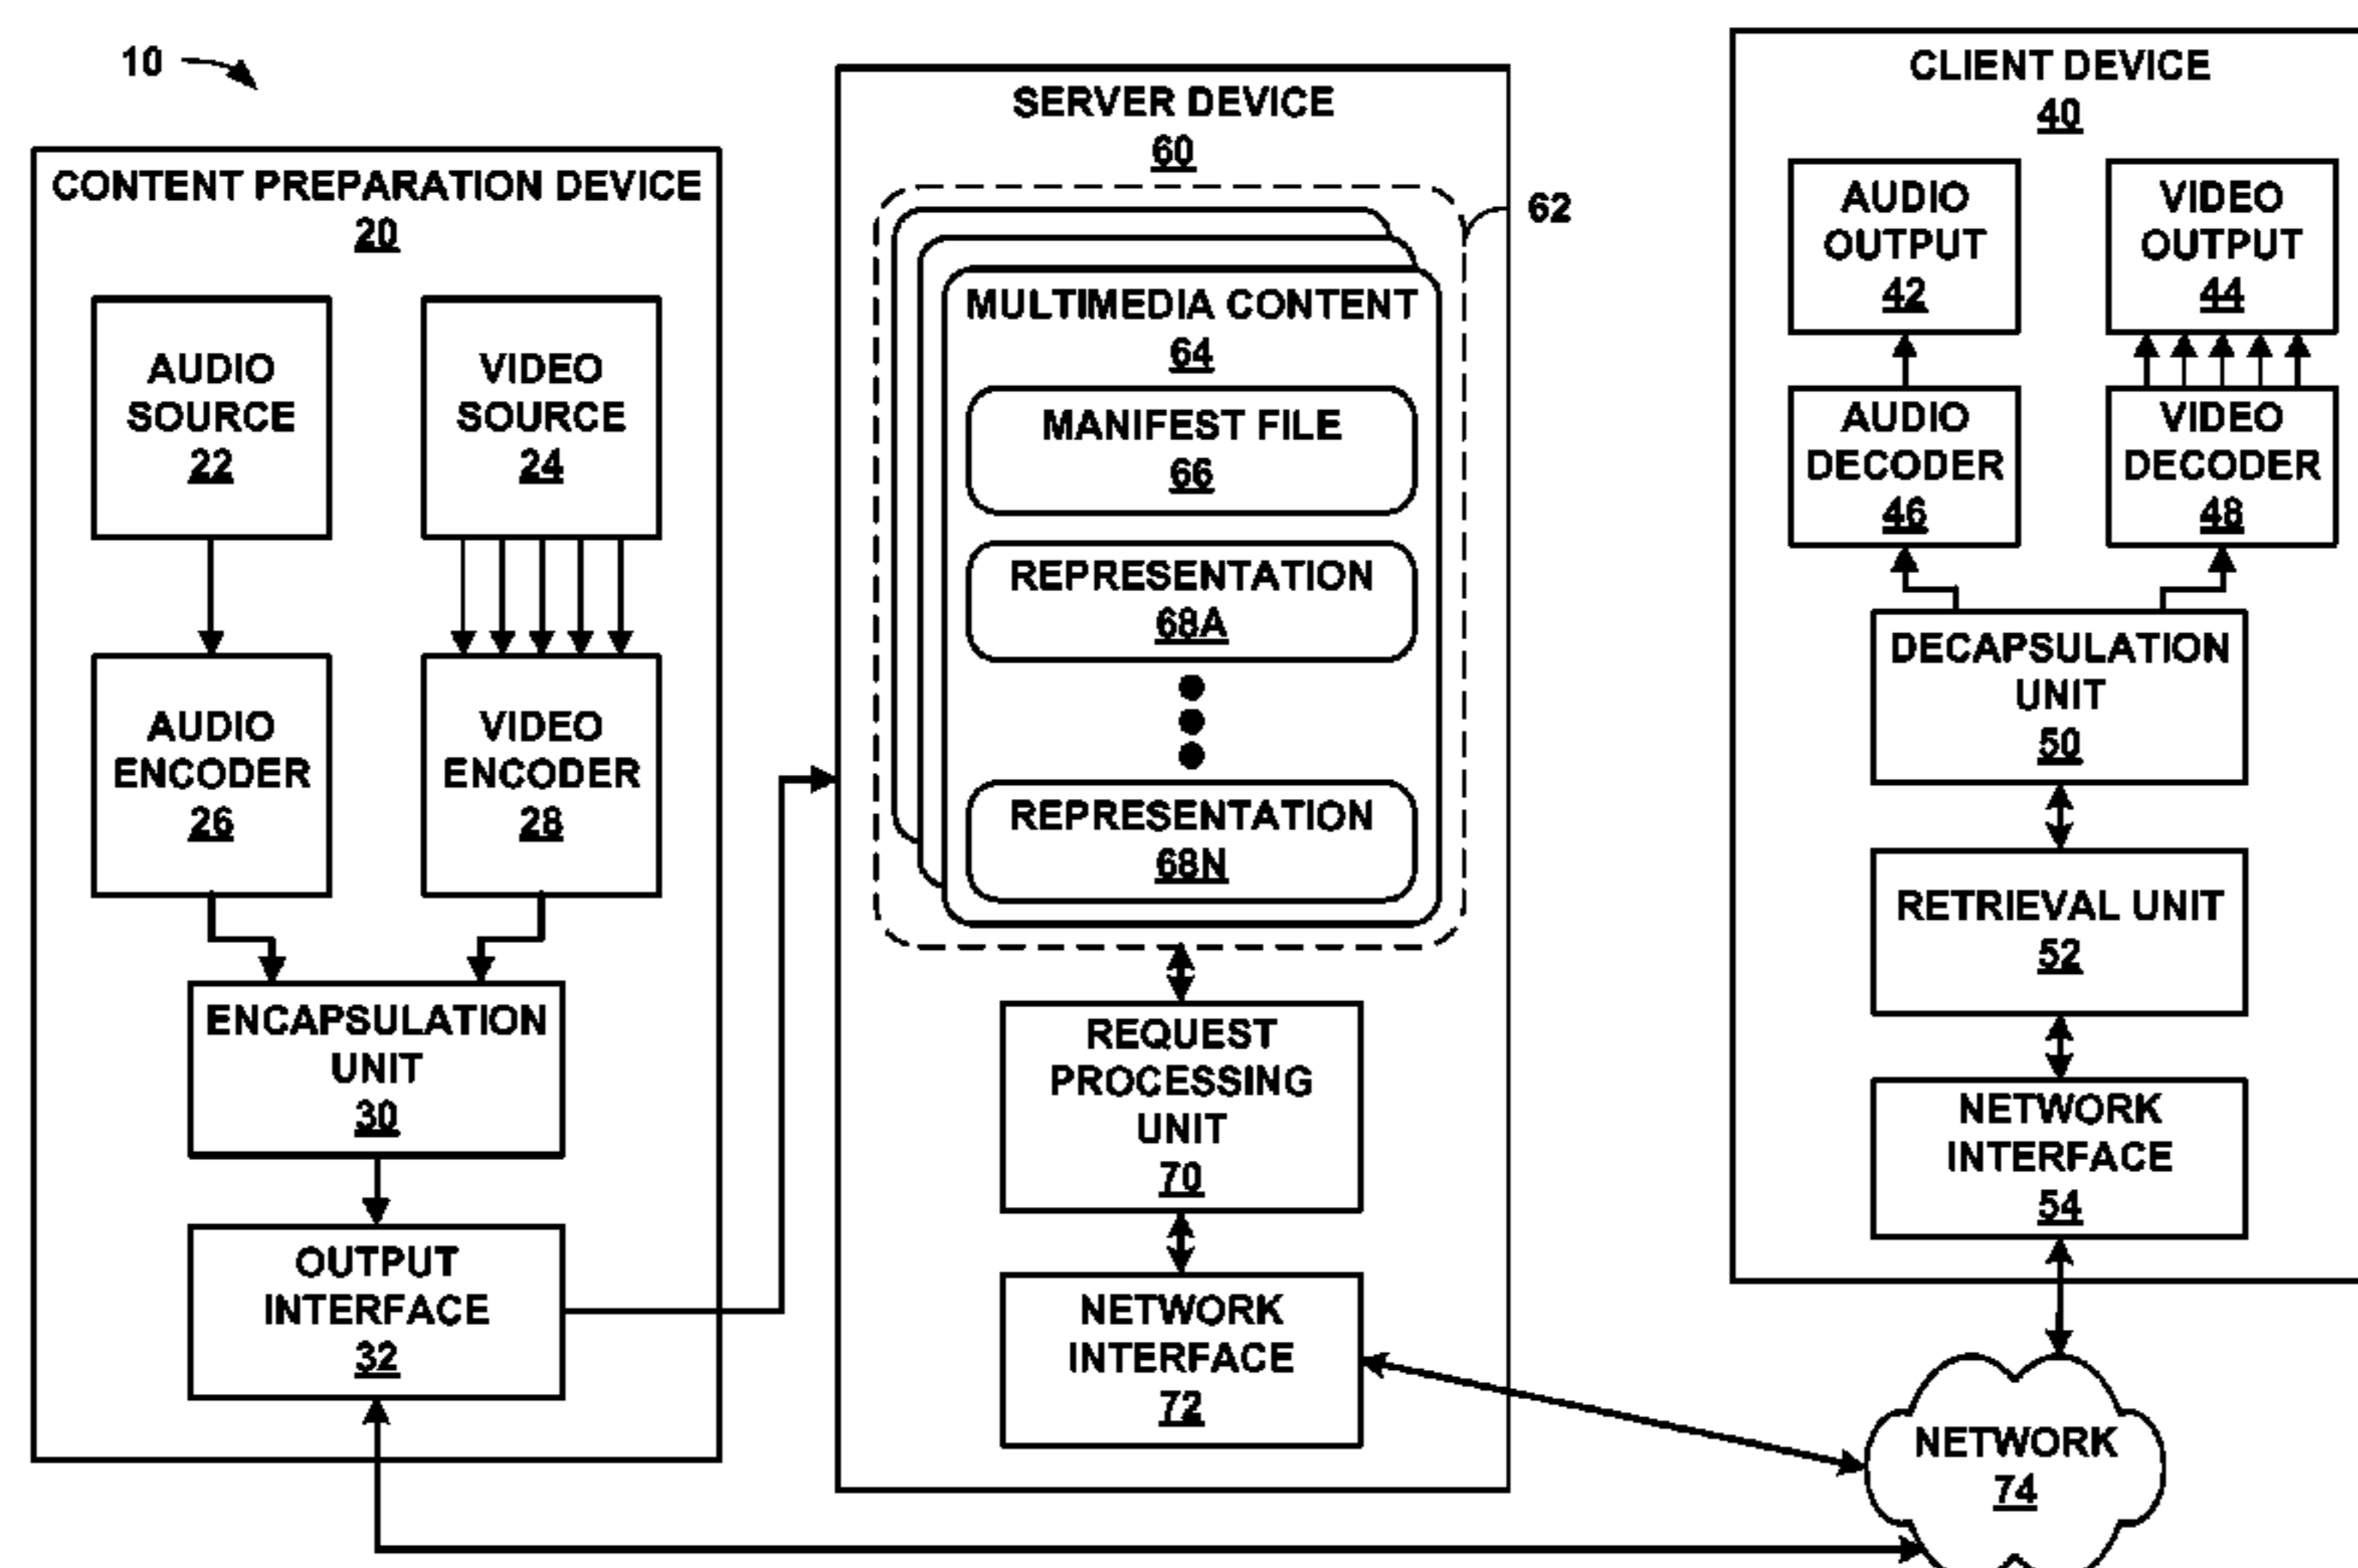 10
CONTENT PREPARATION DEVICE
20
AUDIO
SOURCE
22
VIDEO
SOURCE
24
AUDIO
ENCODER
26
VIDEO
ENCODER
28
ENCAPSULATION
UNIT
30
OUTPUT
INTERFACE
32
SERVER DEVICE
60
62
MULTIMEDIA CONTENT
64
MANIFEST FILE
66
REPRESENTATION
68A
REPRESENTATION
68N
REQUEST
PROCESSING
UNIT
70
NETWORK
INTERFACE
72
CLIENT DEVICE
40
AUDIO
OUTPUT
42
VIDEO
OUTPUT
44
AUDIO
DECODER
46
VIDEO
DECODER
48
DECAPSULATION
UNIT
50
RETRIEVAL UNIT
52
NETWORK
INTERFACE
54
NETWORK
74